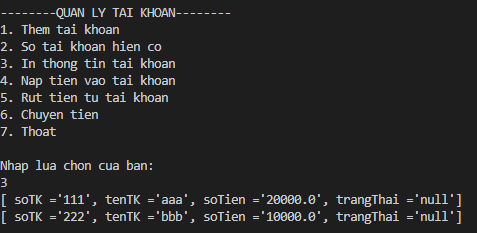 --------QUAN LY TAI KHOAN--------
1. Them tai khoan
2. So tai khoan hien co
3. In thong tin tai khoan
4. Nap tien vao tai khoan
5. Rut tien tu tai khoan
6. Chuyen tien
7. Thoat
Nhap lua chon cua ban:
3
[ soTK ='111', tenTK ='aaa', soTien ='20000.0', trangThai ='null']
[ soTK ='222', tenTK ='bbb', soTien ='10000.0', trangThai ='null']